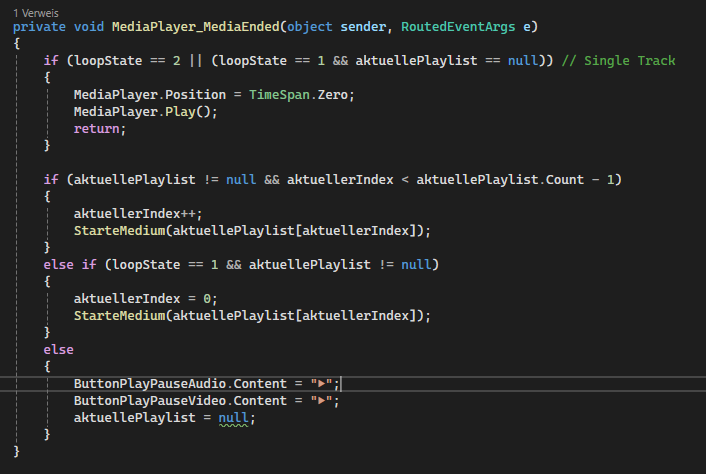 1 Verweis
private void MediaPlayer_MediaEnded(object sender, RoutedEventArgs e)
{
    if (loopState == 2 || (loopState == 1 && aktuellePlaylist == null)) // Single Track
    {
        MediaPlayer.Position = TimeSpan.Zero;
        MediaPlayer.Play();
        return;
    }

    if (aktuellePlaylist != null && aktuellerIndex < aktuellePlaylist.Count - 1)
    {
        aktuellerIndex++;
        StarteMedium(aktuellePlaylist[aktuellerIndex]);
    }
    else if (loopState == 1 && aktuellePlaylist != null)
    {
        aktuellerIndex = 0;
        StarteMedium(aktuellePlaylist[aktuellerIndex]);
    }
    else
    {
        ButtonPlayPauseAudio.Content = "▶";
        ButtonPlayPauseVideo.Content = "▶";
        aktuellePlaylist = null;
    }
}